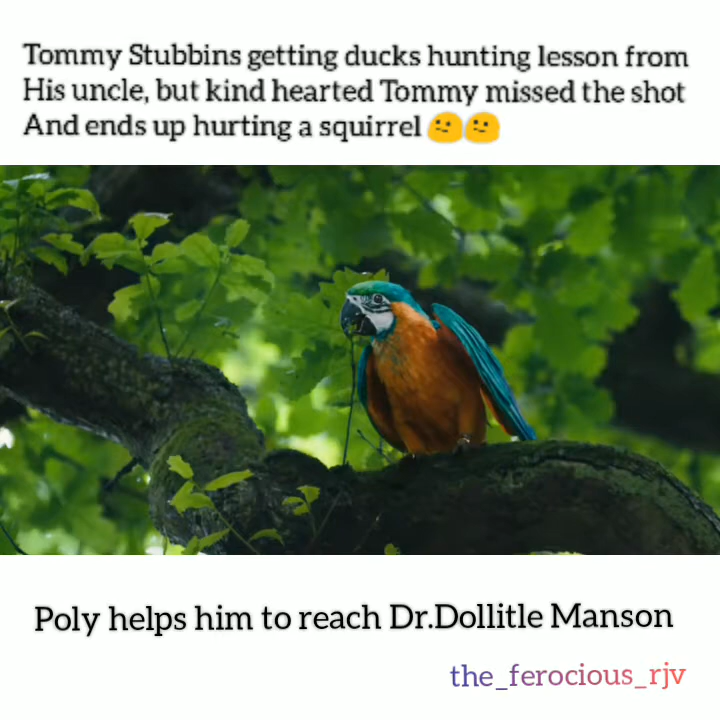 Tommy Stubbins getting ducks hunting lesson from
His uncle, but kind hearted Tommy missed the shot
And ends up hurting a squirrel 🫠🫠
Poly helps him to reach Dr.Dollitle Manson
the_ferocious_rjv